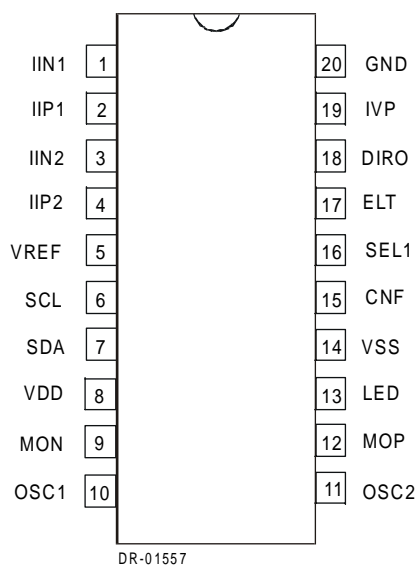 IIN1 1 20 GND
IIP1 2 19 IVP
IIN2 3 18 DIRO
IIP2 4 17 ELT
VREF 5 16 SEL1
SCL 6 15 CNF
SDA 7 14 VSS
VDD 8 13 LED
MON 9 12 MOP
OSC1 10 11 OSC2
DR-01557